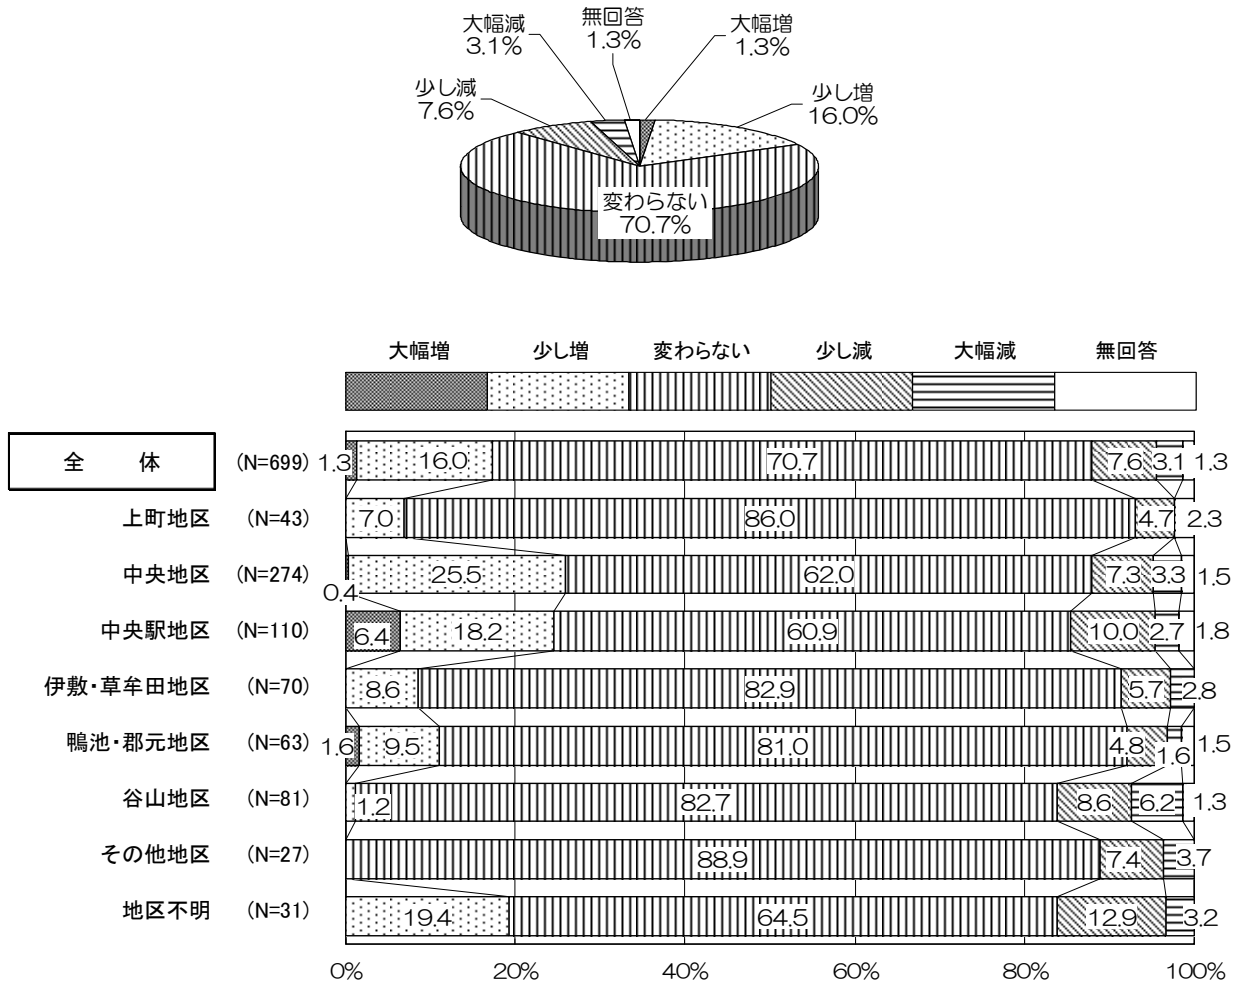 無回答
1.3%
大幅減
3.1%
大幅増
1.3%
少し減
7.6%
少し増
16.0%
変わらない
70.7%
大幅増 少し増 変わらない 少し減 大幅減 無回答
全 体 (N=699) 1.3 16.0 70.7 7.6 3.1 1.3
上町地区 (N=43) 7.0 86.0 4.7 2.3
中央地区 (N=274) 0.4 25.5 62.0 7.3 3.3 1.5
中央駅地区 (N=110) 6.4 18.2 60.9 10.0 2.7 1.8
伊敷・草牟田地区 (N=70) 8.6 82.9 5.7 2.8
鴨池・郡元地区 (N=63) 1.6 9.5 81.0 4.8 1.6 1.5
谷山地区 (N=81) 1.2 82.7 8.6 6.2 1.3
その他地区 (N=27) 88.9 7.4 3.7
地区不明 (N=31) 19.4 64.5 12.9 3.2
0% 20% 40% 60% 80% 100%